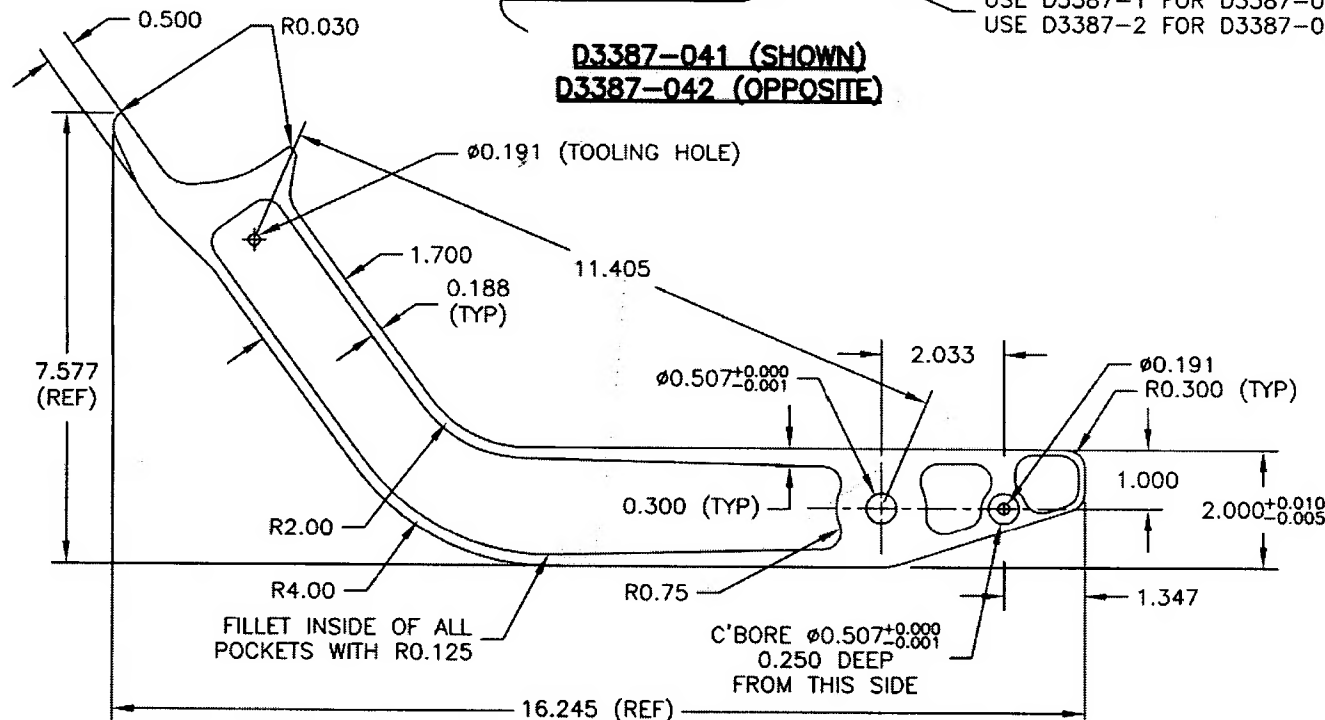 USE D3387-1 FOR D3387-0
USE D3387-2 FOR D3387-0
D3387-041 (SHOWN)
D3387-042 (OPPOSITE)
0.500
R0.030
ø0.191 (TOOLING HOLE)
1.700
11.405
0.188
(TYP)
7.577
(REF)
2.033
ø0.507+0.000
-0.001
ø0.191
R0.300 (TYP)
1.000
2.000+0.010
-0.005
0.300 (TYP)
R2.00
R4.00
R0.75
1.347
FILLET INSIDE OF ALL
POCKETS WITH R0.125
C'BORE ø0.507+0.000
-0.001
0.250 DEEP
FROM THIS SIDE
16.245 (REF)